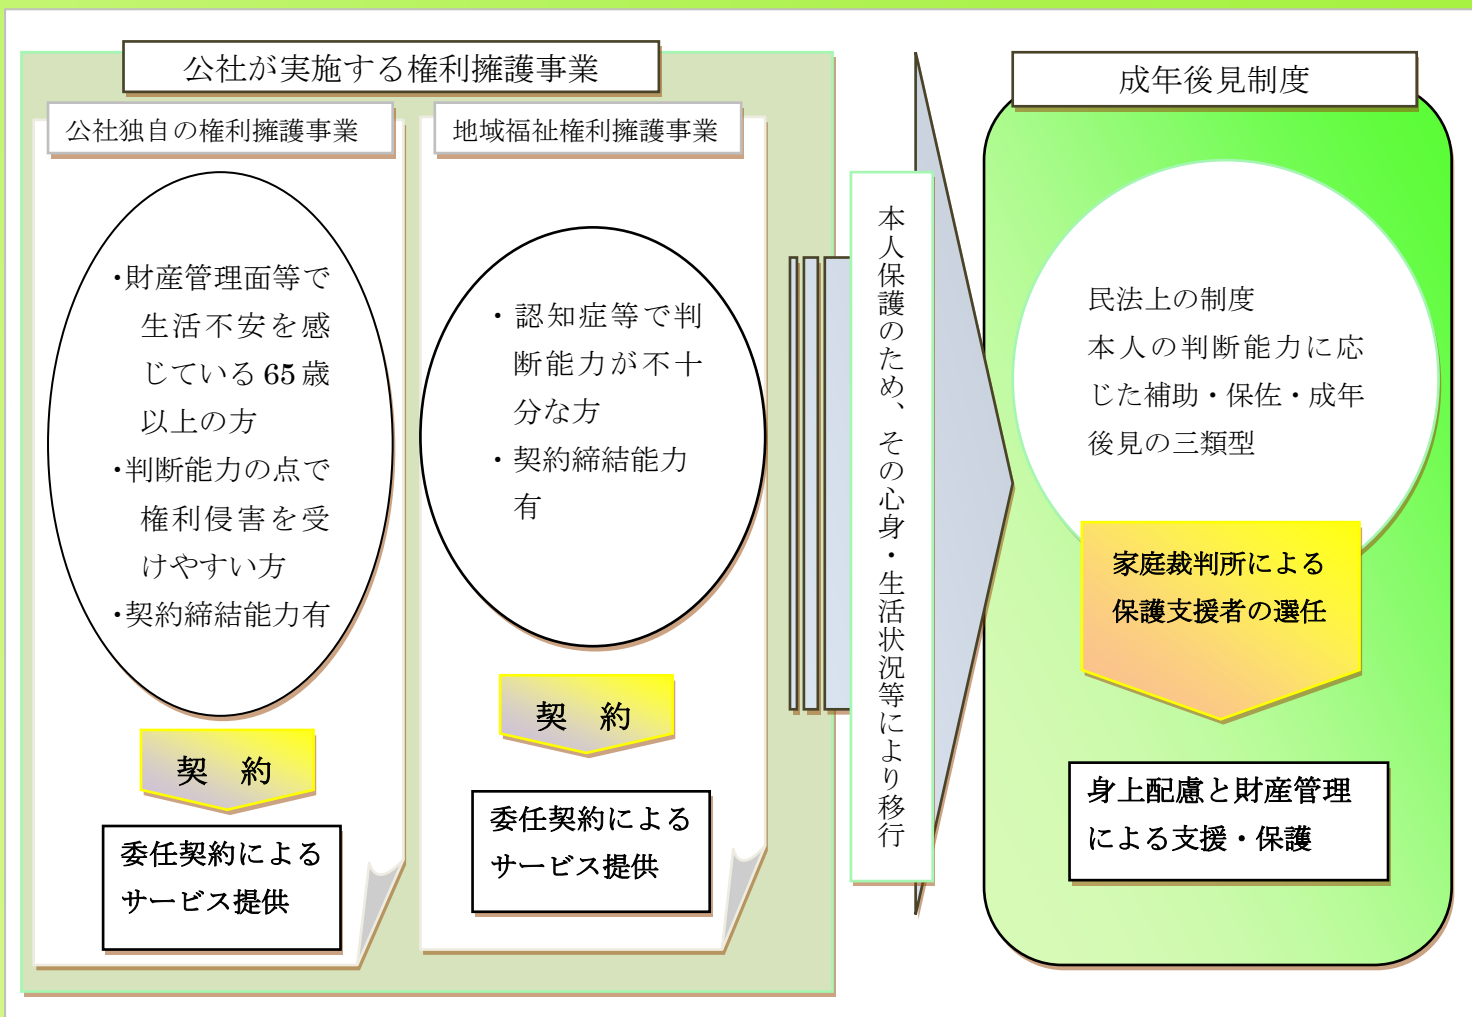 公社が実施する権利擁護事業
公社独自の権利擁護事業
・財産管理面等で
生活不安を感
じている 65 歳
以上の方
・判断能力の点で
権利侵害を受
けやすい方
・契約締結能力有
契 約
委任契約による
サービス提供
地域福祉権利擁護事業
・認知症等で判
断能力が不十
分な方
・契約締結能力
有
契 約
委任契約による
サービス提供
本人保護のため、その心身・生活状況等により移行
成年後見制度
民法上の制度
本人の判断能力に応
じた補助・保佐・成年
後見の三類型
家庭裁判所による
保護支援者の選任
身上配慮と財産管理
による支援・保護